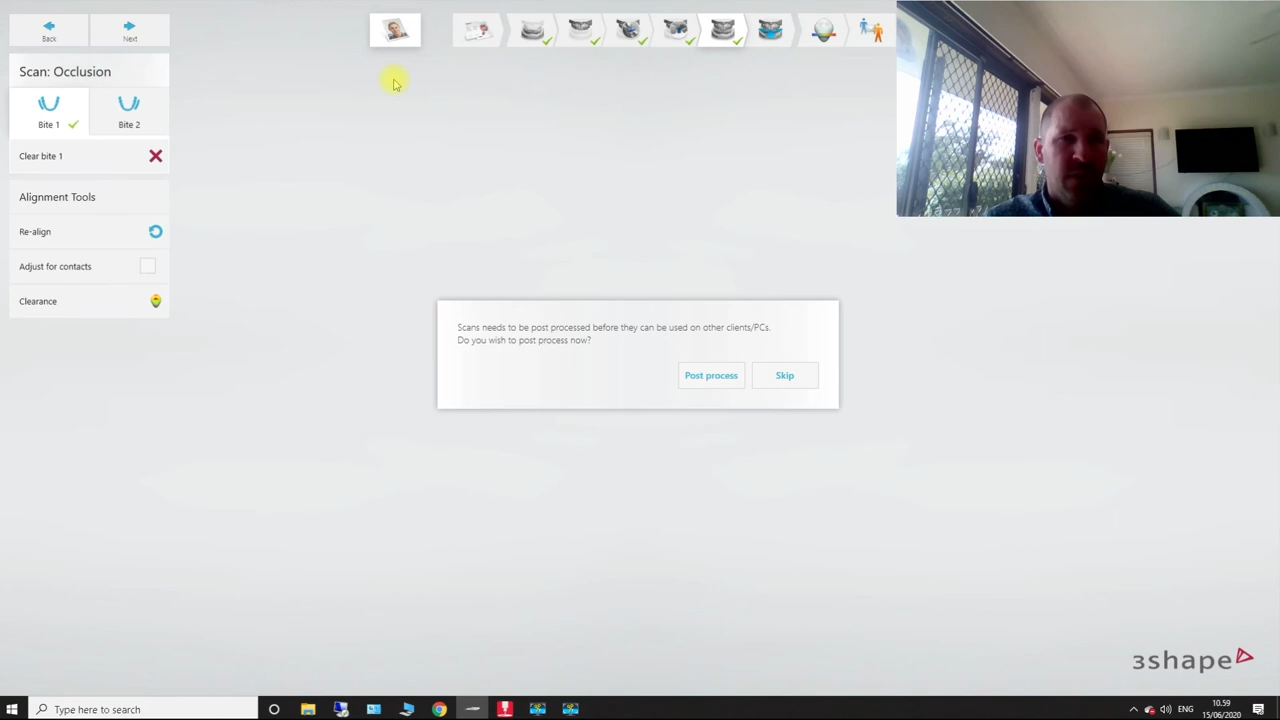 Back
Next
Scan: Occlusion
Bite 1
Bite 2
Clear bite 1
Alignment Tools
Re-align
Adjust for contacts
Clearance
Scans needs to be post processed before they can be used on other clients/PCs.
Do you wish to post process now?
Post process
Skip
3shape
Type here to search
ENG
10.59
15/06/2020